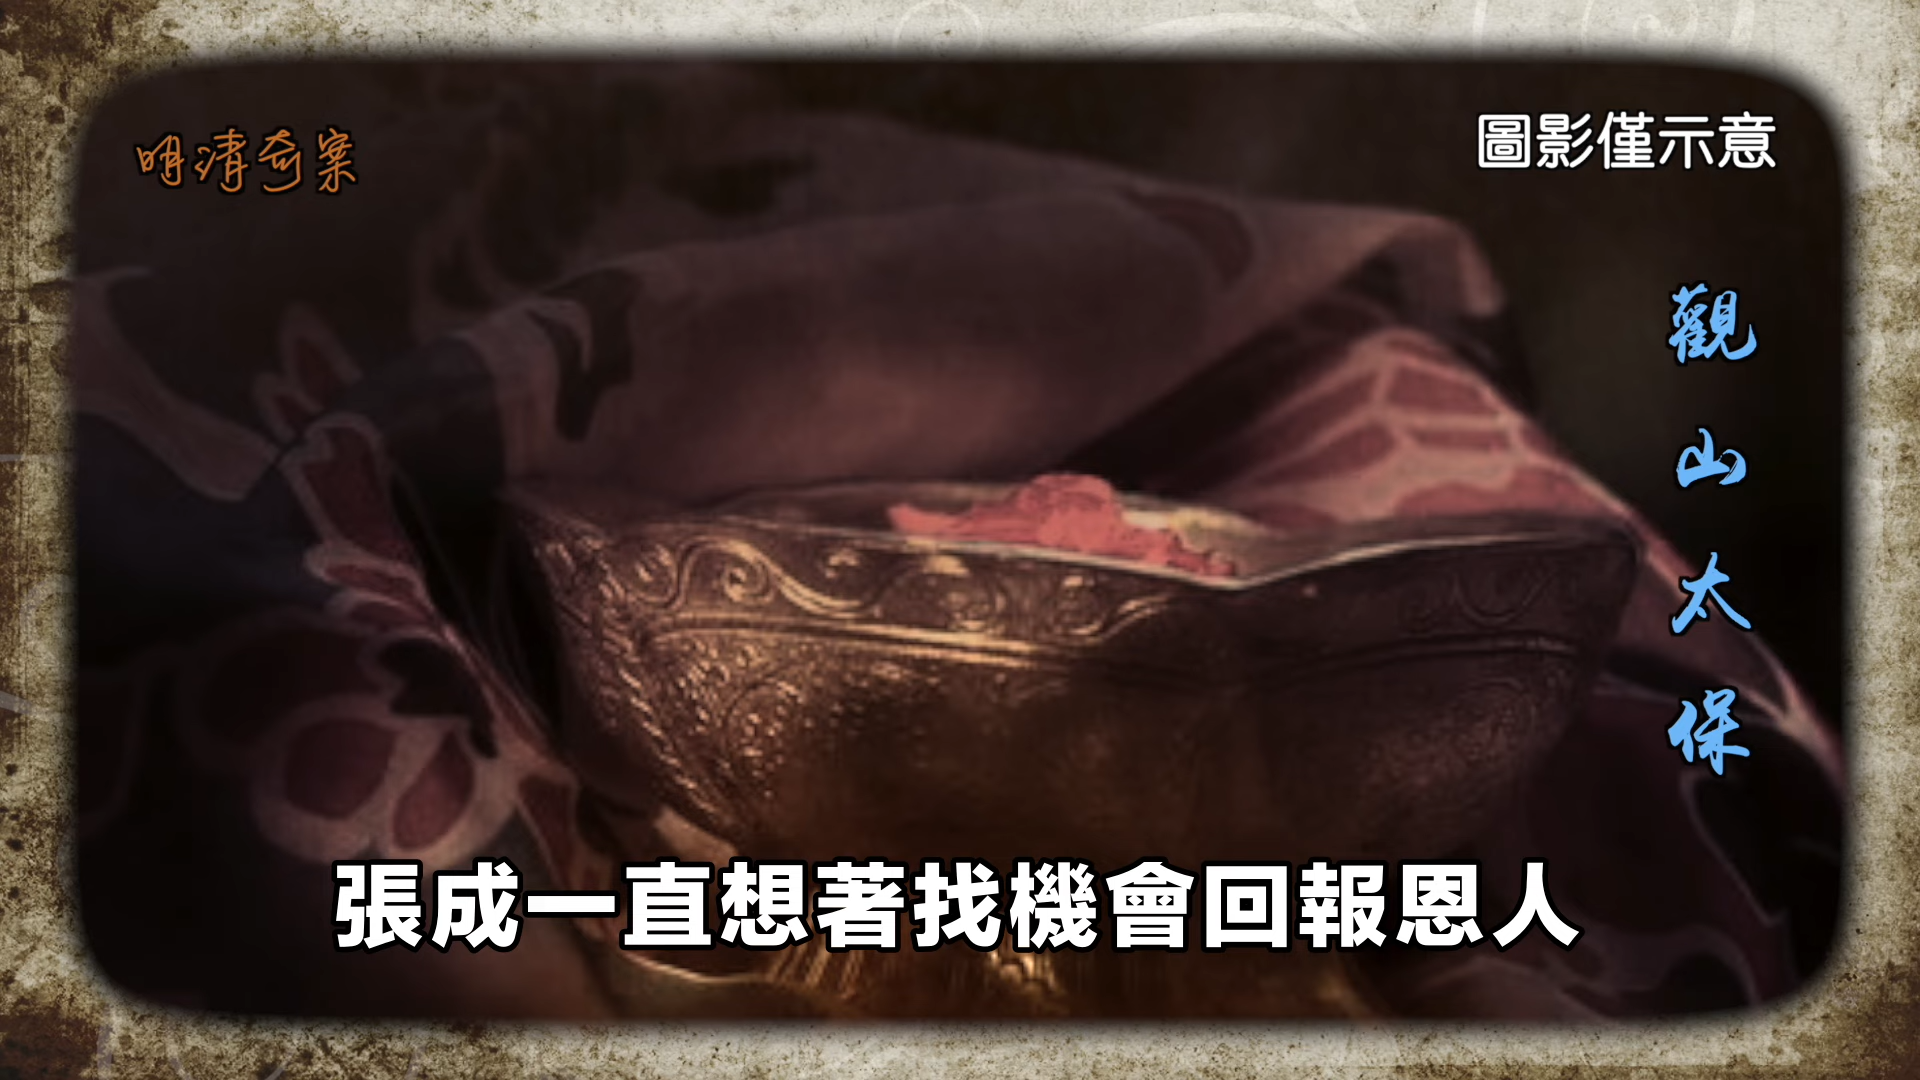 明清奇案
圖影僅示意
觀山太保
張成一直想著找機會回報恩人